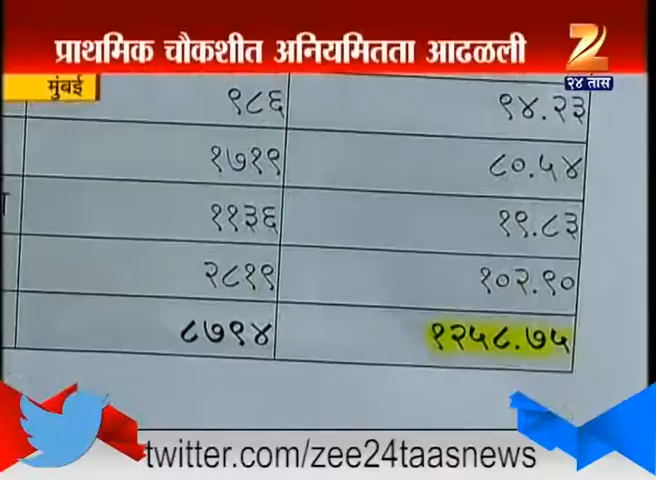 प्राथमिक चौकशीत अनियमितता आढळली
२४ तास
मुंबई
९८६ ९४.२३
१७१९ ८०.५४
११३६ १९.८३
२८१९ १०२.९०
८७९४ १२५८.७५
twitter.com/zee24taasnews